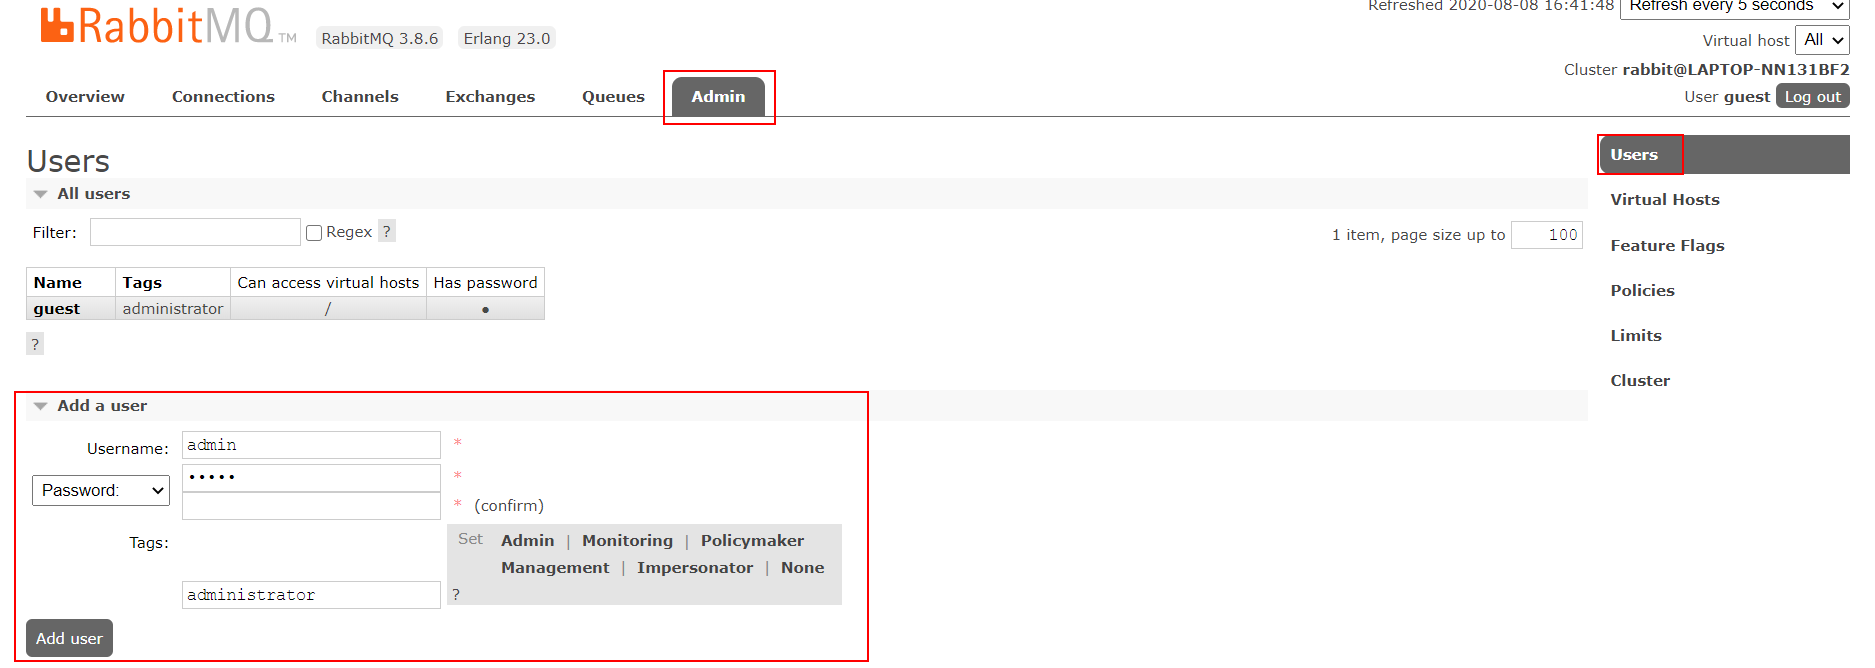 Refreshed 2020-08-08 16:41:48 Refresh every 5 seconds
RabbitMQ TM RabbitMQ 3.8.6 Erlang 23.0
Virtual host All
Cluster rabbit@LAPTOP-NN131BF2
User guest Log out
Overview Connections Channels Exchanges Queues Admin
Users
All users
Filter: Regex ?
1 item, page size up to 100
Name Tags Can access virtual hosts Has password
guest administrator / ●
?
Add a user
Username: admin *
Password: ••••• *
* (confirm)
Tags:
Set Admin | Monitoring | Policymaker
Management | Impersonator | None
administrator ?
Add user
Users
Virtual Hosts
Feature Flags
Policies
Limits
Cluster